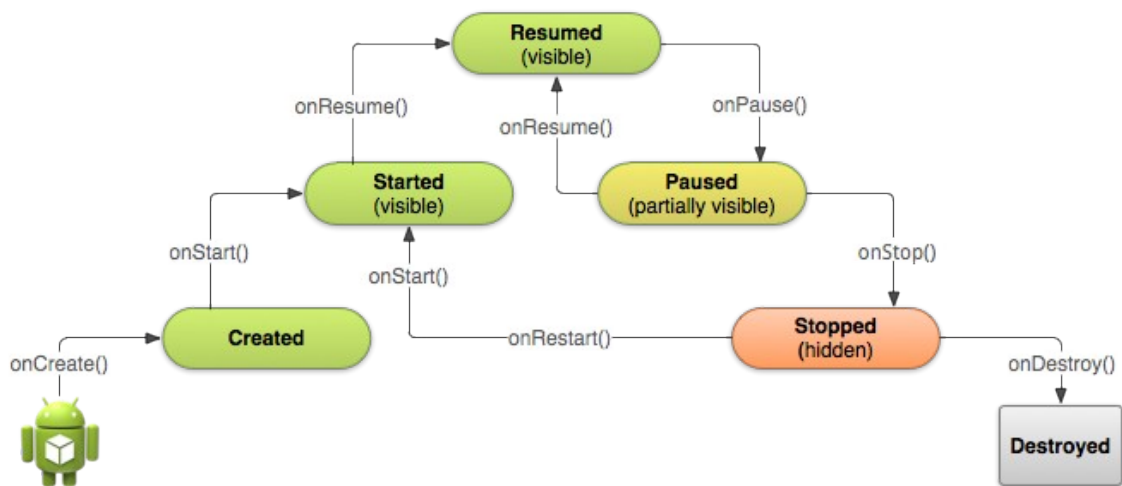 Resumed
(visible)
onResume()
onResume()
onPause()
Started
(visible)
Paused
(partially visible)
onStart()
onStart()
onStop()
Created
onRestart()
Stopped
(hidden)
onCreate()
onDestroy()
Destroyed